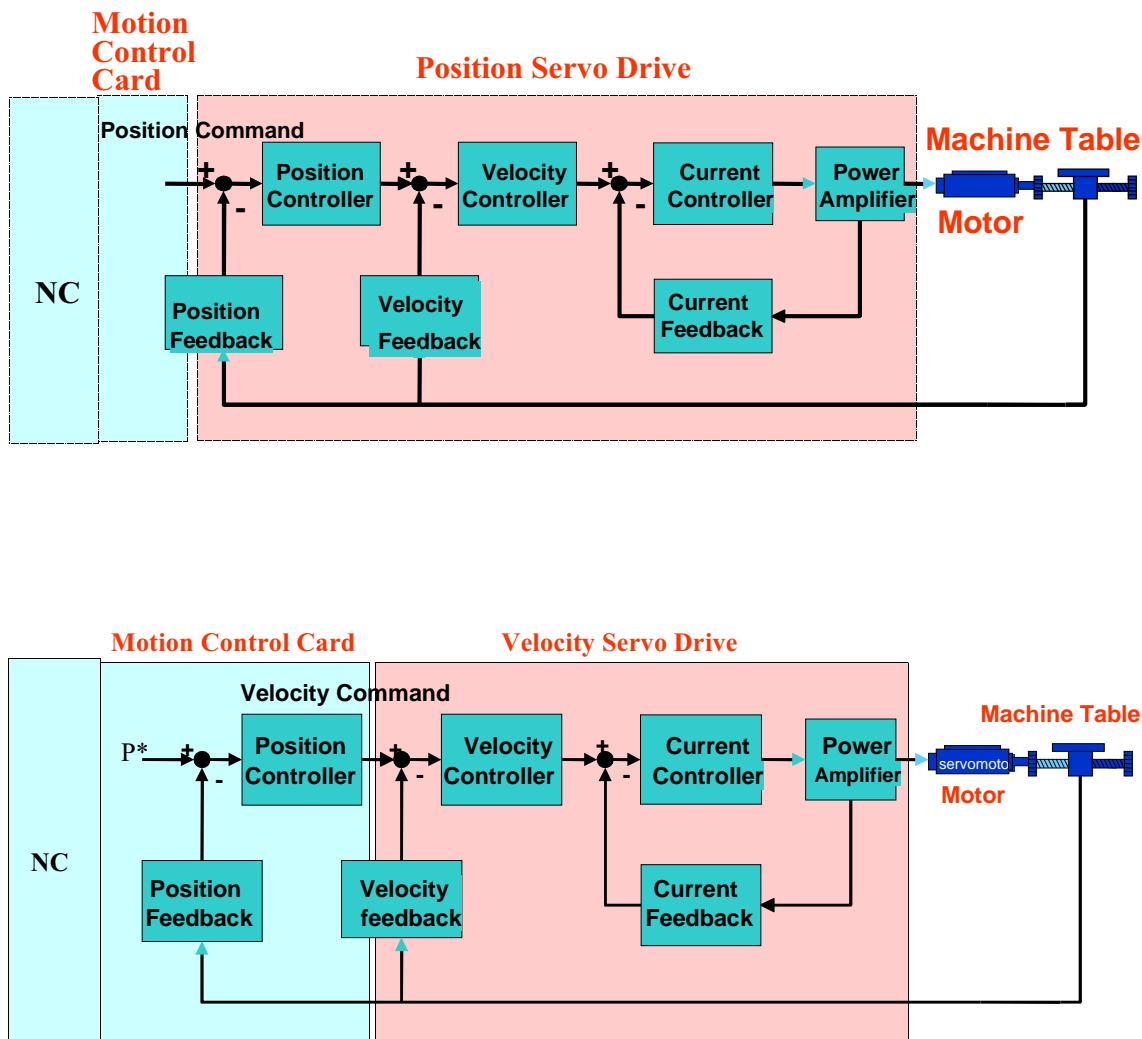 Motion
Control
Card
Position Servo Drive
Position Command
Machine Table
+
Position
Controller
+
Velocity
Controller
+
Current
Controller
Power
Amplifier
-
-
-
Motor
NC
Position
Feedback
Velocity
Feedback
Current
Feedback
Motion Control Card
Velocity Servo Drive
Velocity Command
Machine Table
P*
+
Position
Controller
+
Velocity
Controller
+
Current
Controller
Power
Amplifier
servomoto
-
-
-
Motor
NC
Position
Feedback
Velocity
feedback
Current
Feedback